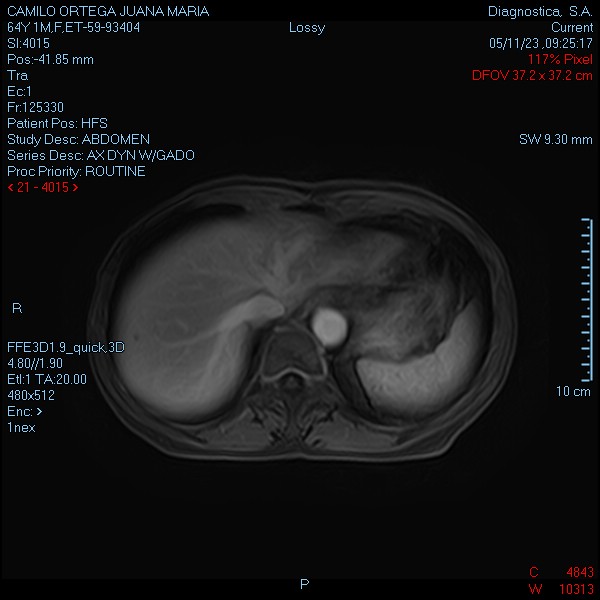 CAMILO ORTEGA JUANA MARIA
64Y 1M,F,ET-59-93404
SI:4015
Pos:-41.85 mm
Tra
Ec:1
Fr:125330
Patient Pos: HFS
Study Desc: ABDOMEN
Series Desc: AX DYN W/GADO
Proc Priority: ROUTINE
< 21 - 4015 >
Lossy
Diagnostica, S.A.
Current
05/11/23 ,09:25:17
117% Pixel
DFOV 37.2 x 37.2 cm
SW 9.30 mm
R
FFE3D1.9_quick,3D
4.80//1.90
Etl:1 TA:20.00
480x512
Enc: >
1nex
10 cm
P
C 4843
W 10313